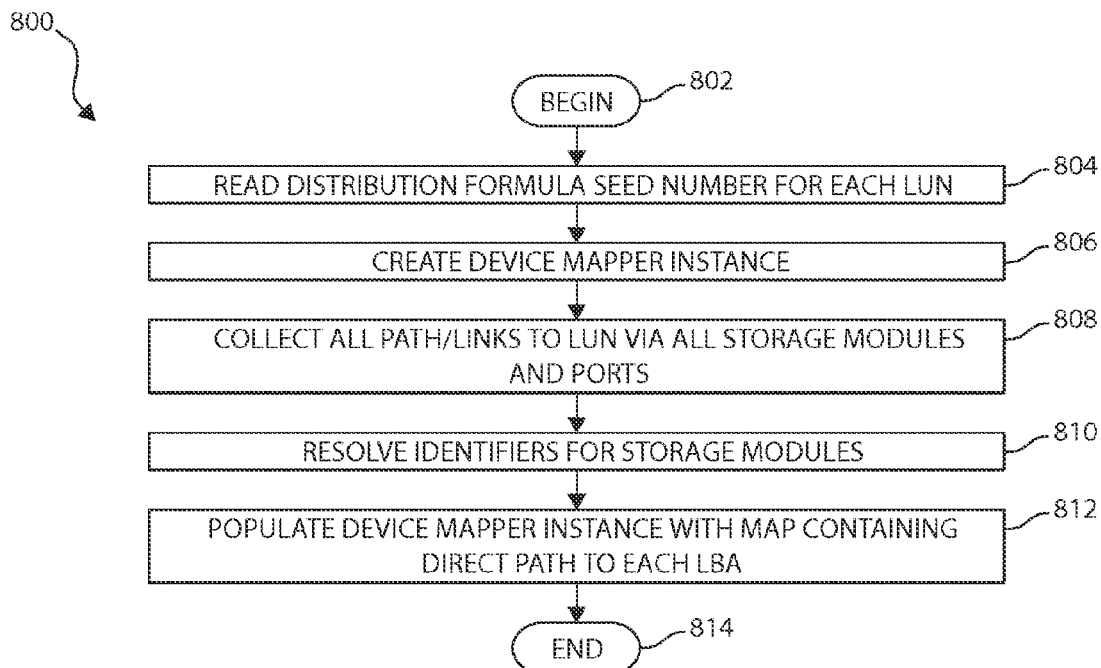 800
BEGIN
802
READ DISTRIBUTION FORMULA SEED NUMBER FOR EACH LUN
804
CREATE DEVICE MAPPER INSTANCE
806
COLLECT ALL PATH/LINKS TO LUN VIA ALL STORAGE MODULES
AND PORTS
808
RESOLVE IDENTIFIERS FOR STORAGE MODULES
810
POPULATE DEVICE MAPPER INSTANCE WITH MAP CONTAINING
DIRECT PATH TO EACH LBA
812
END
814